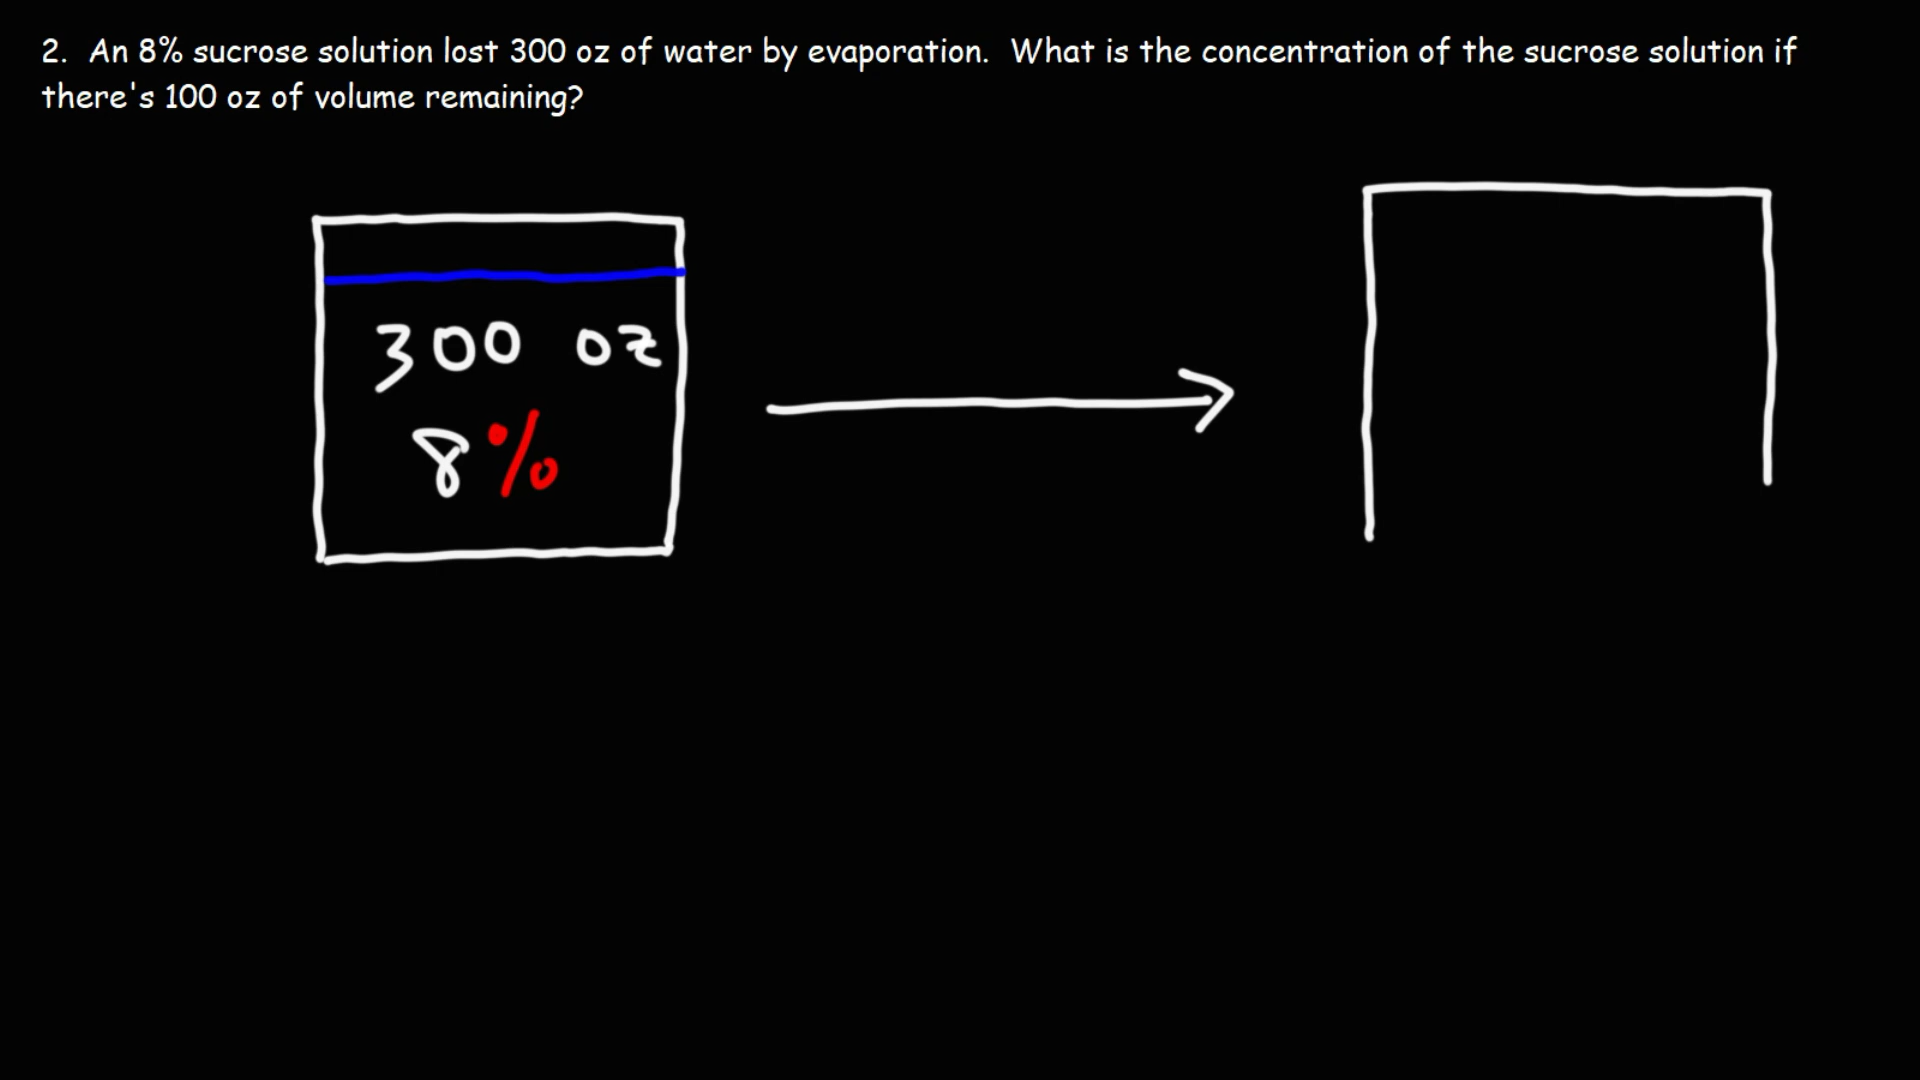 2. An 8% sucrose solution lost 300 oz of water by evaporation. What is the concentration of the sucrose solution if
there's 100 oz of volume remaining?
300 oz
8%